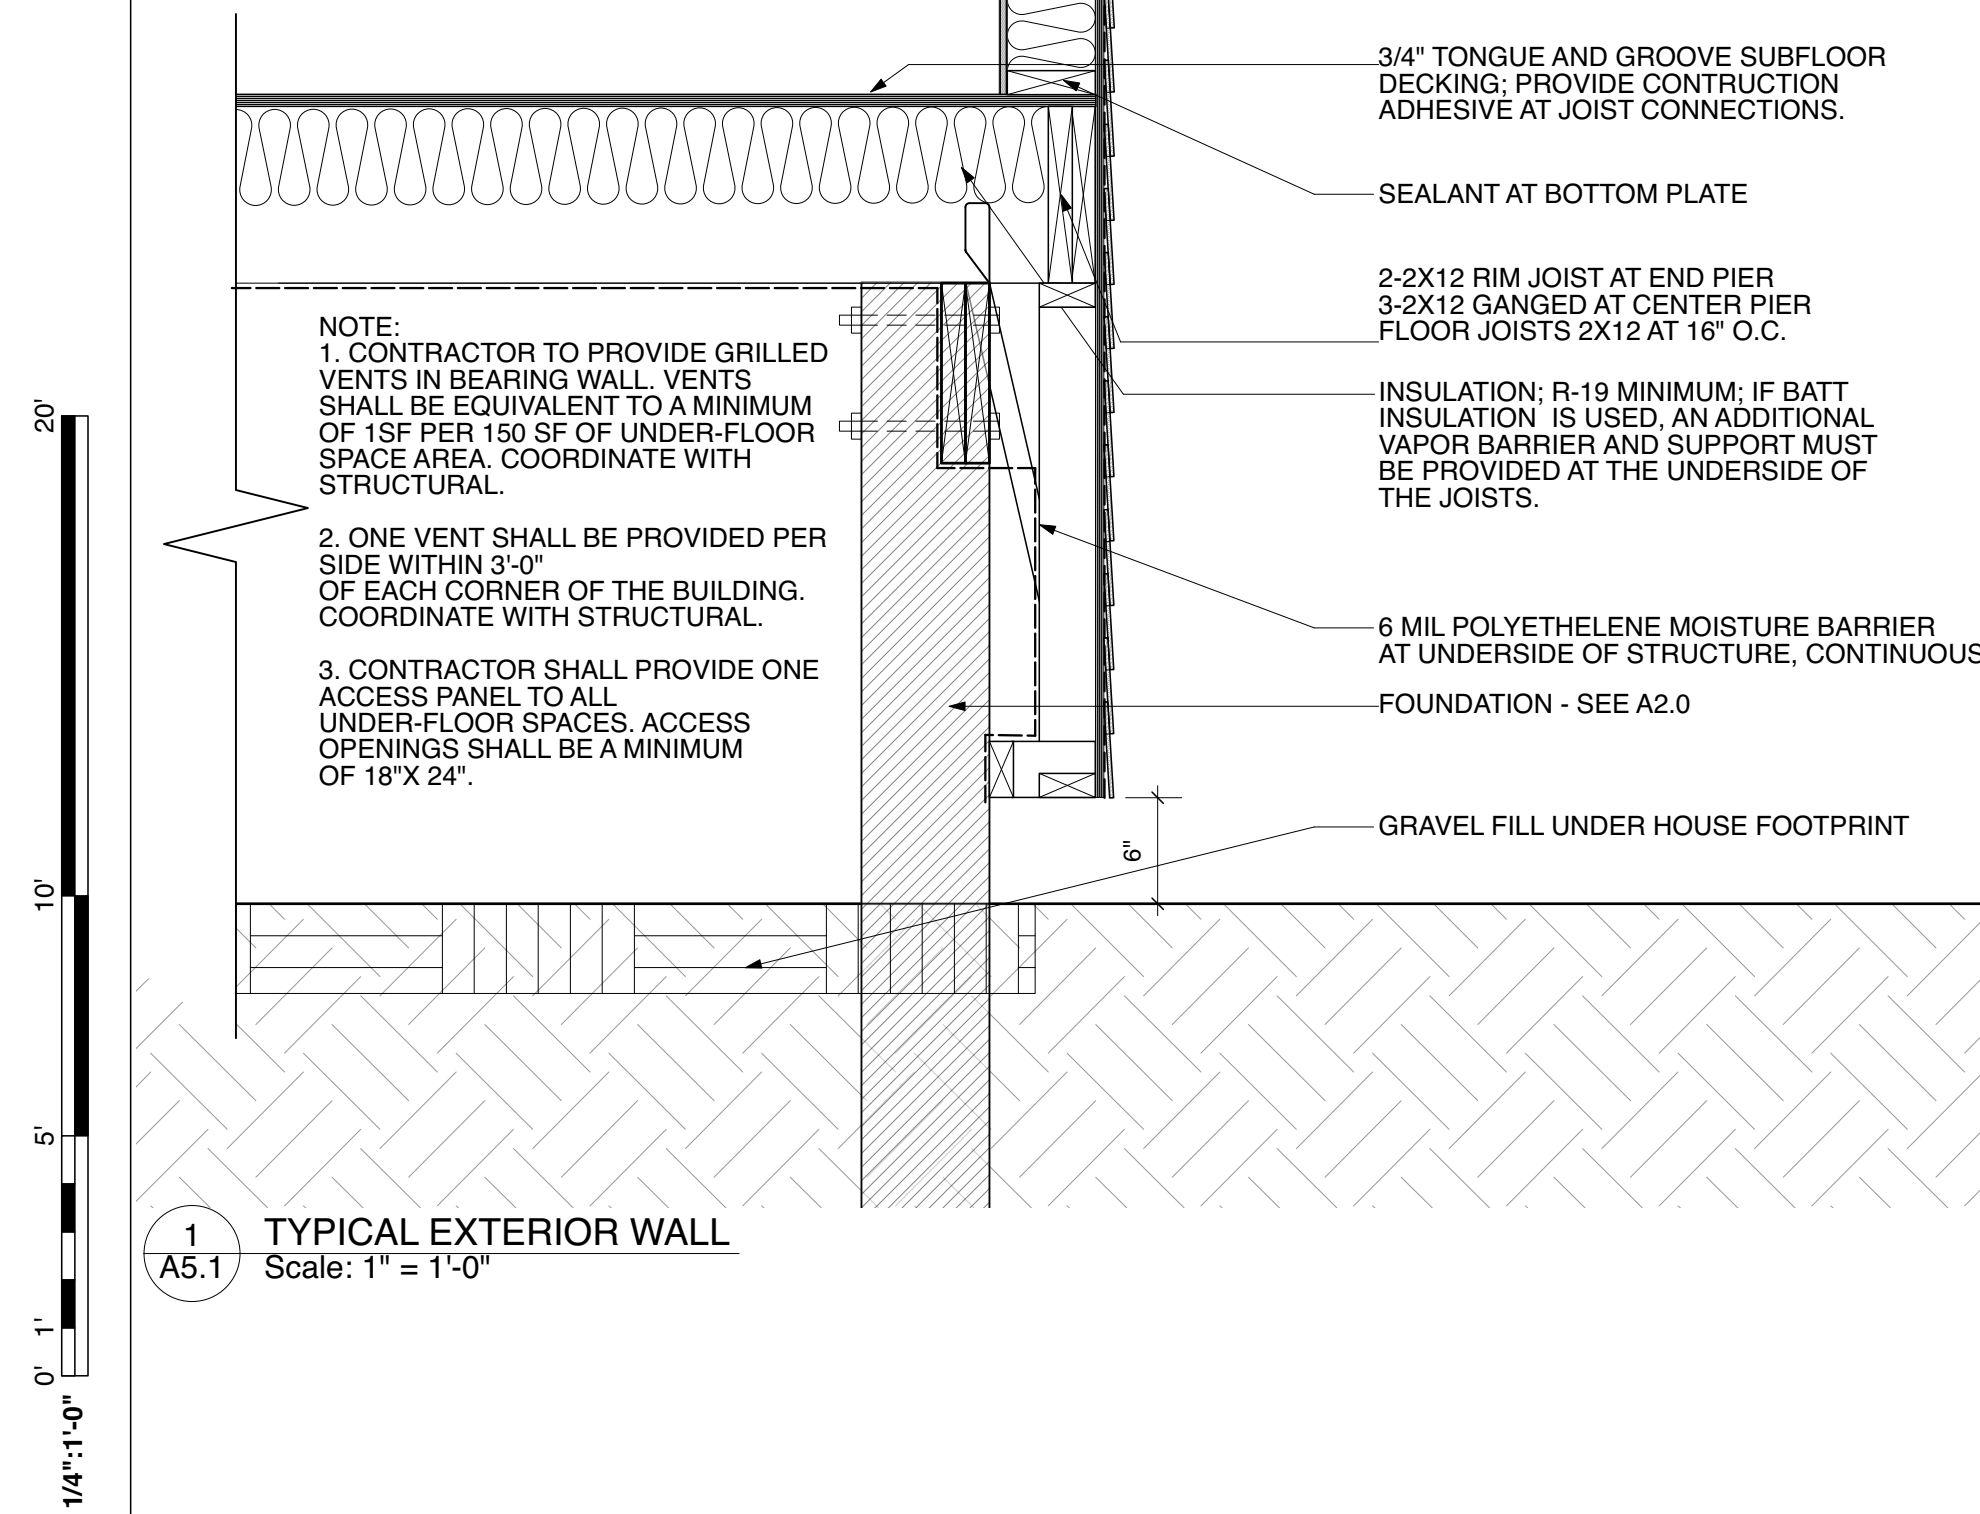 3/4" TONGUE AND GROOVE SUBFLOOR
DECKING; PROVIDE CONTRUCTION
ADHESIVE AT JOIST CONNECTIONS.
SEALANT AT BOTTOM PLATE
2-2X12 RIM JOIST AT END PIER
3-2X12 GANGED AT CENTER PIER
FLOOR JOISTS 2X12 AT 16" O.C.
INSULATION; R-19 MINIMUM; IF BATT
INSULATION  IS USED, AN ADDITIONAL
VAPOR BARRIER AND SUPPORT MUST
BE PROVIDED AT THE UNDERSIDE OF
THE JOISTS.
6 MIL POLYETHELENE MOISTURE BARRIER
AT UNDERSIDE OF STRUCTURE, CONTINUOUS
FOUNDATION - SEE A2.0
GRAVEL FILL UNDER HOUSE FOOTPRINT
6"
NOTE:
1. CONTRACTOR TO PROVIDE GRILLED
VENTS IN BEARING WALL. VENTS
SHALL BE EQUIVALENT TO A MINIMUM
OF 1SF PER 150 SF OF UNDER-FLOOR
SPACE AREA. COORDINATE WITH
STRUCTURAL.
2. ONE VENT SHALL BE PROVIDED PER
SIDE WITHIN 3'-0"
OF EACH CORNER OF THE BUILDING.
COORDINATE WITH STRUCTURAL.
3. CONTRACTOR SHALL PROVIDE ONE
ACCESS PANEL TO ALL
UNDER-FLOOR SPACES. ACCESS
OPENINGS SHALL BE A MINIMUM
OF 18"X 24".
1
A5.1
TYPICAL EXTERIOR WALL
Scale: 1" = 1'-0"
20'
10'
5'
1'
0'
1/4":1'-0"